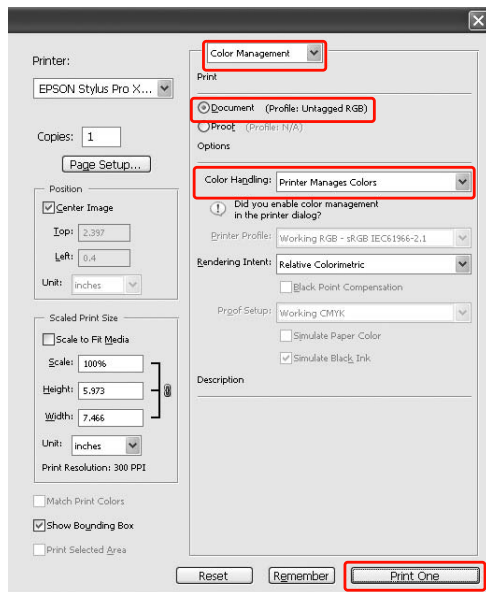 Printer:
EPSON Stylus Pro X...
Copies: 1
Page Setup...
Position
Center Image
Top: 2.397
Left: 0.4
Unit: inches
Scaled Print Size
Scale to Fit Media
Scale: 100%
Height: 5.973
Width: 7.466
Unit: inches
Print Resolution: 300 PPI
Match Print Colors
Show Bounding Box
Print Selected Area
Color Management
Print
Document (Profile: Untagged RGB)
Proof (Profile: N/A)
Options
Color Handling: Printer Manages Colors
Did you enable color management
in the printer dialog?
Printer Profile: Working RGB - sRGB IEC61966-2.1
Rendering Intent: Relative Colorimetric
Black Point Compensation
Proof Setup: Working CMYK
Simulate Paper Color
Simulate Black Ink
Description
Reset Remember Print One